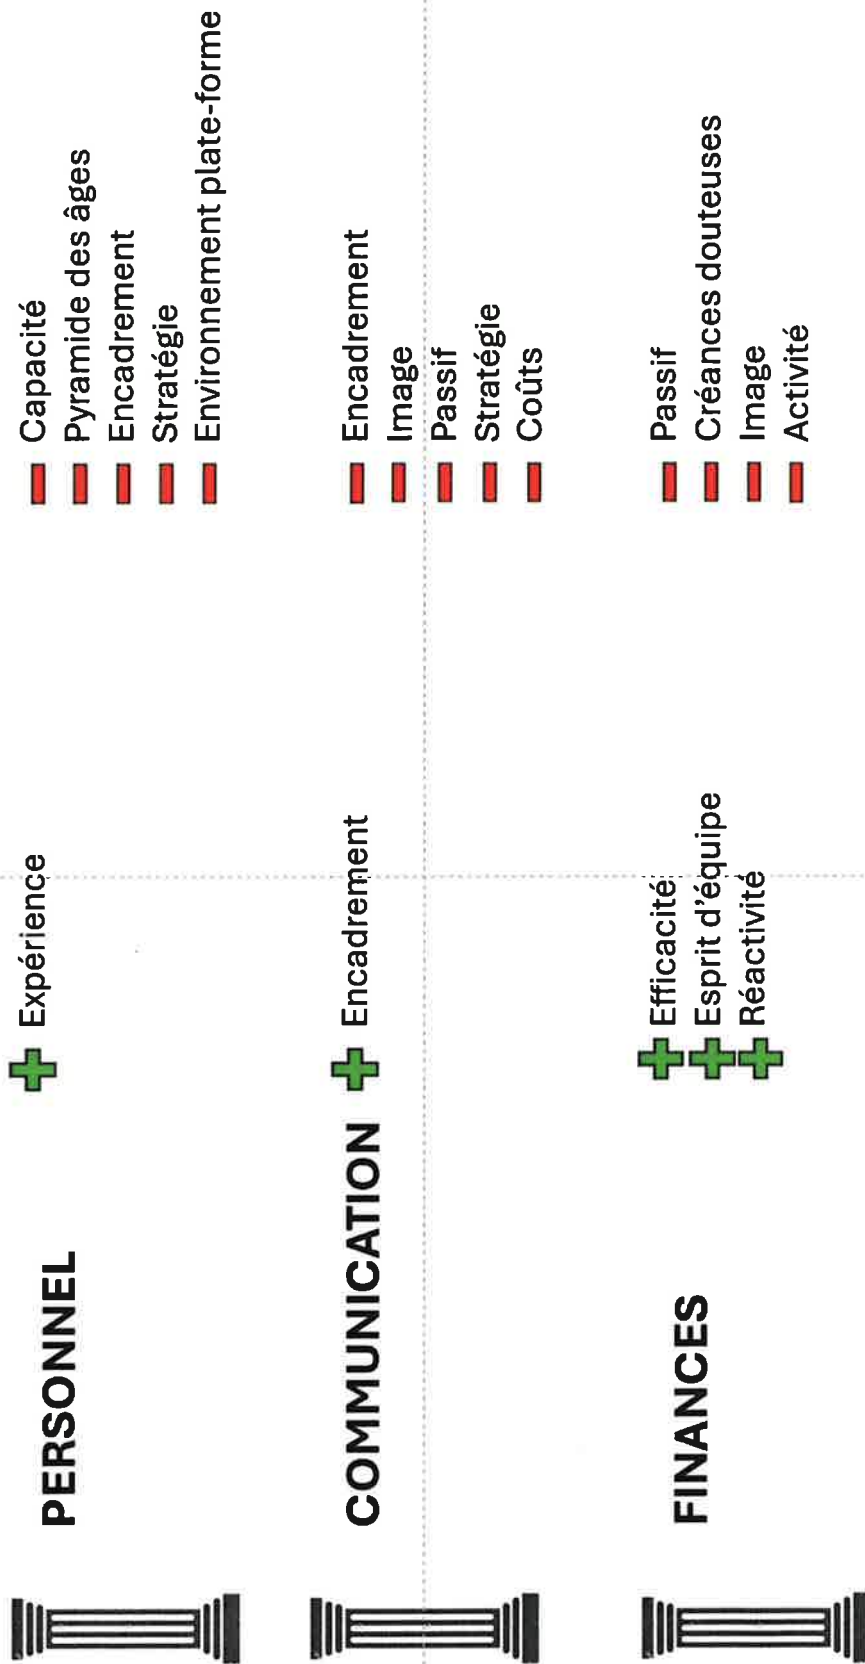 PERSONNEL
Expérience
Capacité
Pyramide des âges
Encadrement
Stratégie
Environnement plate-forme
COMMUNICATION
Encadrement
Encadrement
Image
Passif
Stratégie
Coûts
FINANCES
Efficacité
Esprit d'équipe
Réactivité
Passif
Créances douteuses
Image
Activité